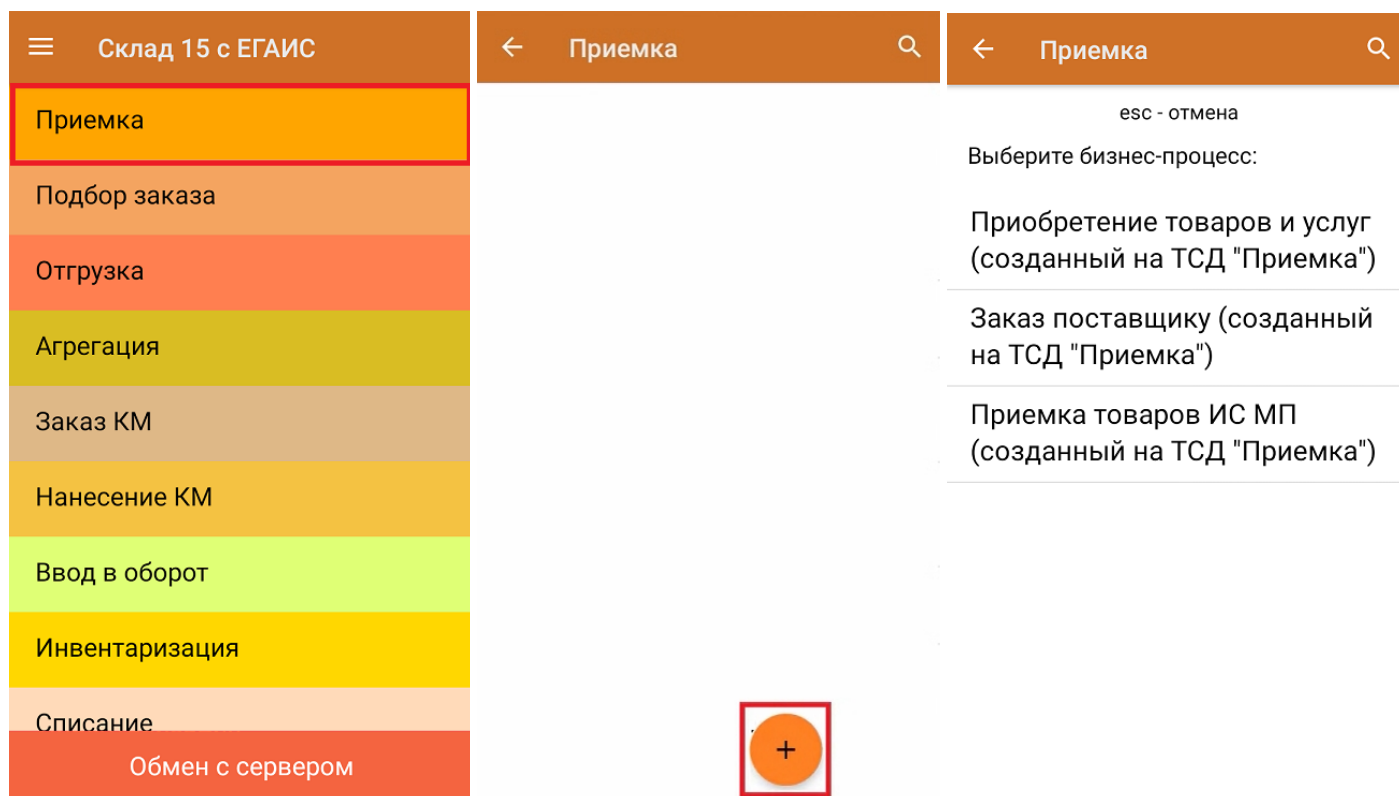 Склад 15 с ЕГАИС
Приемка
Подбор заказа
Отгрузка
Агрегация
Заказ КМ
Нанесение КМ
Ввод в оборот
Инвентаризация
Списание
Обмен с сервером
Приемка
+
Приемка
esc - отмена
Выберите бизнес-процесс:
Приобретение товаров и услуг
(созданный на ТСД "Приемка")
Заказ поставщику (созданный
на ТСД "Приемка")
Приемка товаров ИС МП
(созданный на ТСД "Приемка")